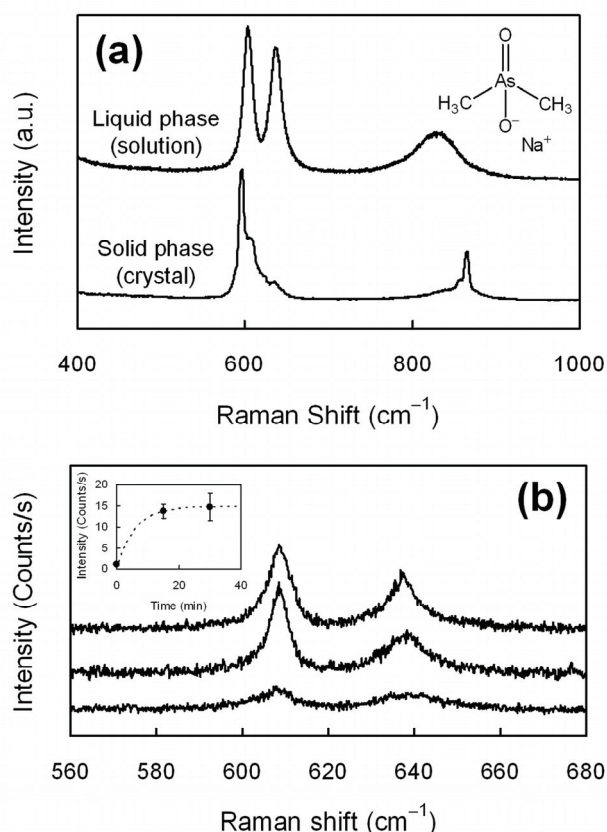 (a)
Liquid phase
(solution)
Solid phase
(crystal)
O
As
H₃C
CH₃
O⁻
Na⁺
Intensity (a.u.)
400
600
800
1000
Raman Shift (cm⁻¹)
(b)
Intensity (Counts/s)
20
15
10
5
0
0
20
40
Time (min)
Intensity (Counts/s)
560
580
600
620
640
660
680
Raman shift (cm⁻¹)